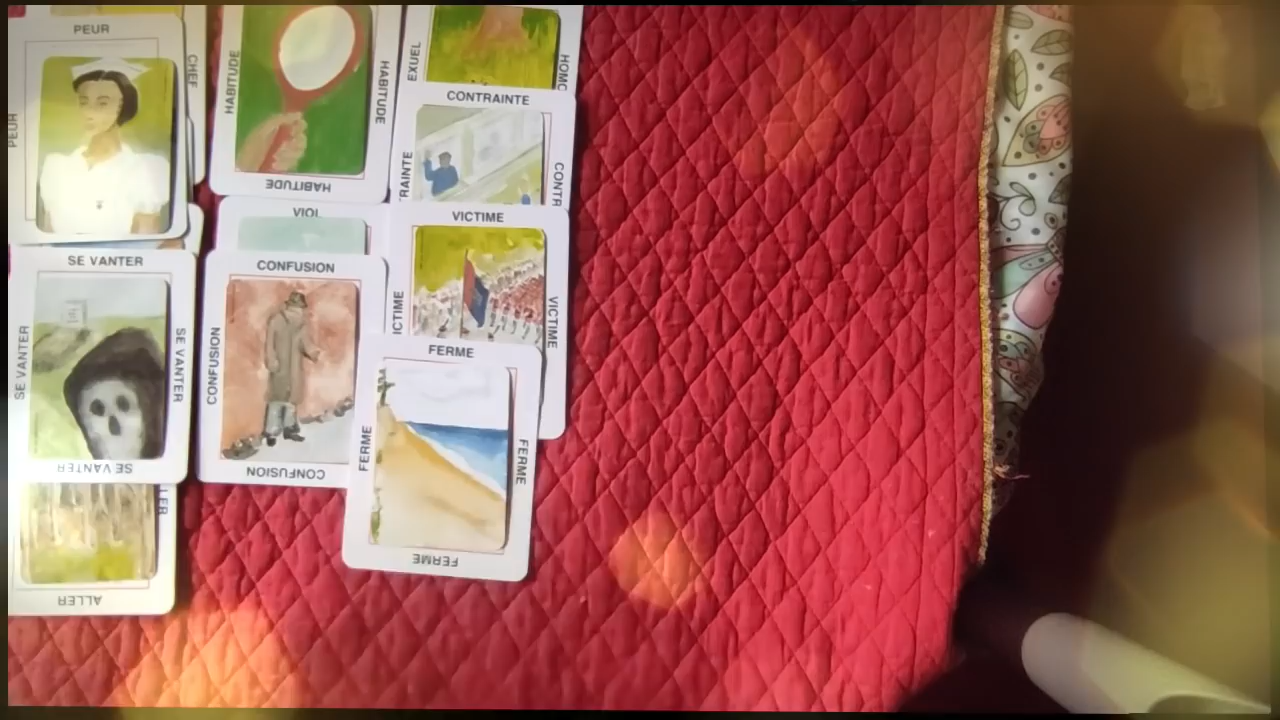 PEUR
PEUR
CHEF
HABITUDE
HABITUDE
HABITUDE
EXUEL
HOMO
CONTRAINTE
RAINTE
CONTR
SE VANTER
SE VANTER
SE VANTER
SE VANTER
VIOL
CONFUSION
CONFUSION
CONFUSION
VICTIME
ICTIME
VICTIME
FERME
FERME
FERME
FERME
LER
ALLER